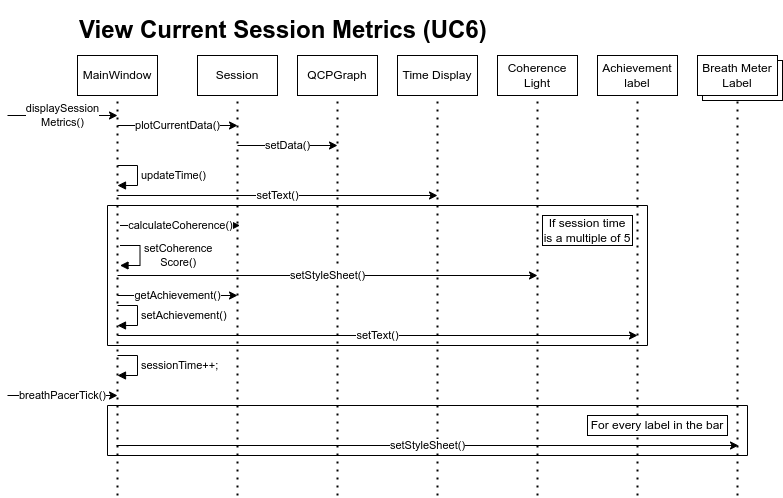 View Current Session Metrics (UC6)
MainWindow
Session
QCPGraph
Time Display
Coherence
Light
Achievement
label
Breath Meter
Label
displaySession
Metrics()
plotCurrentData()
setData()
updateTime()
setText()
calculateCoherence()
If session time
is a multiple of 5
setCoherence
Score()
setStyleSheet()
getAchievement()
setAchievement()
setText()
sessionTime++;
breathPacerTick()
For every label in the bar
setStyleSheet()